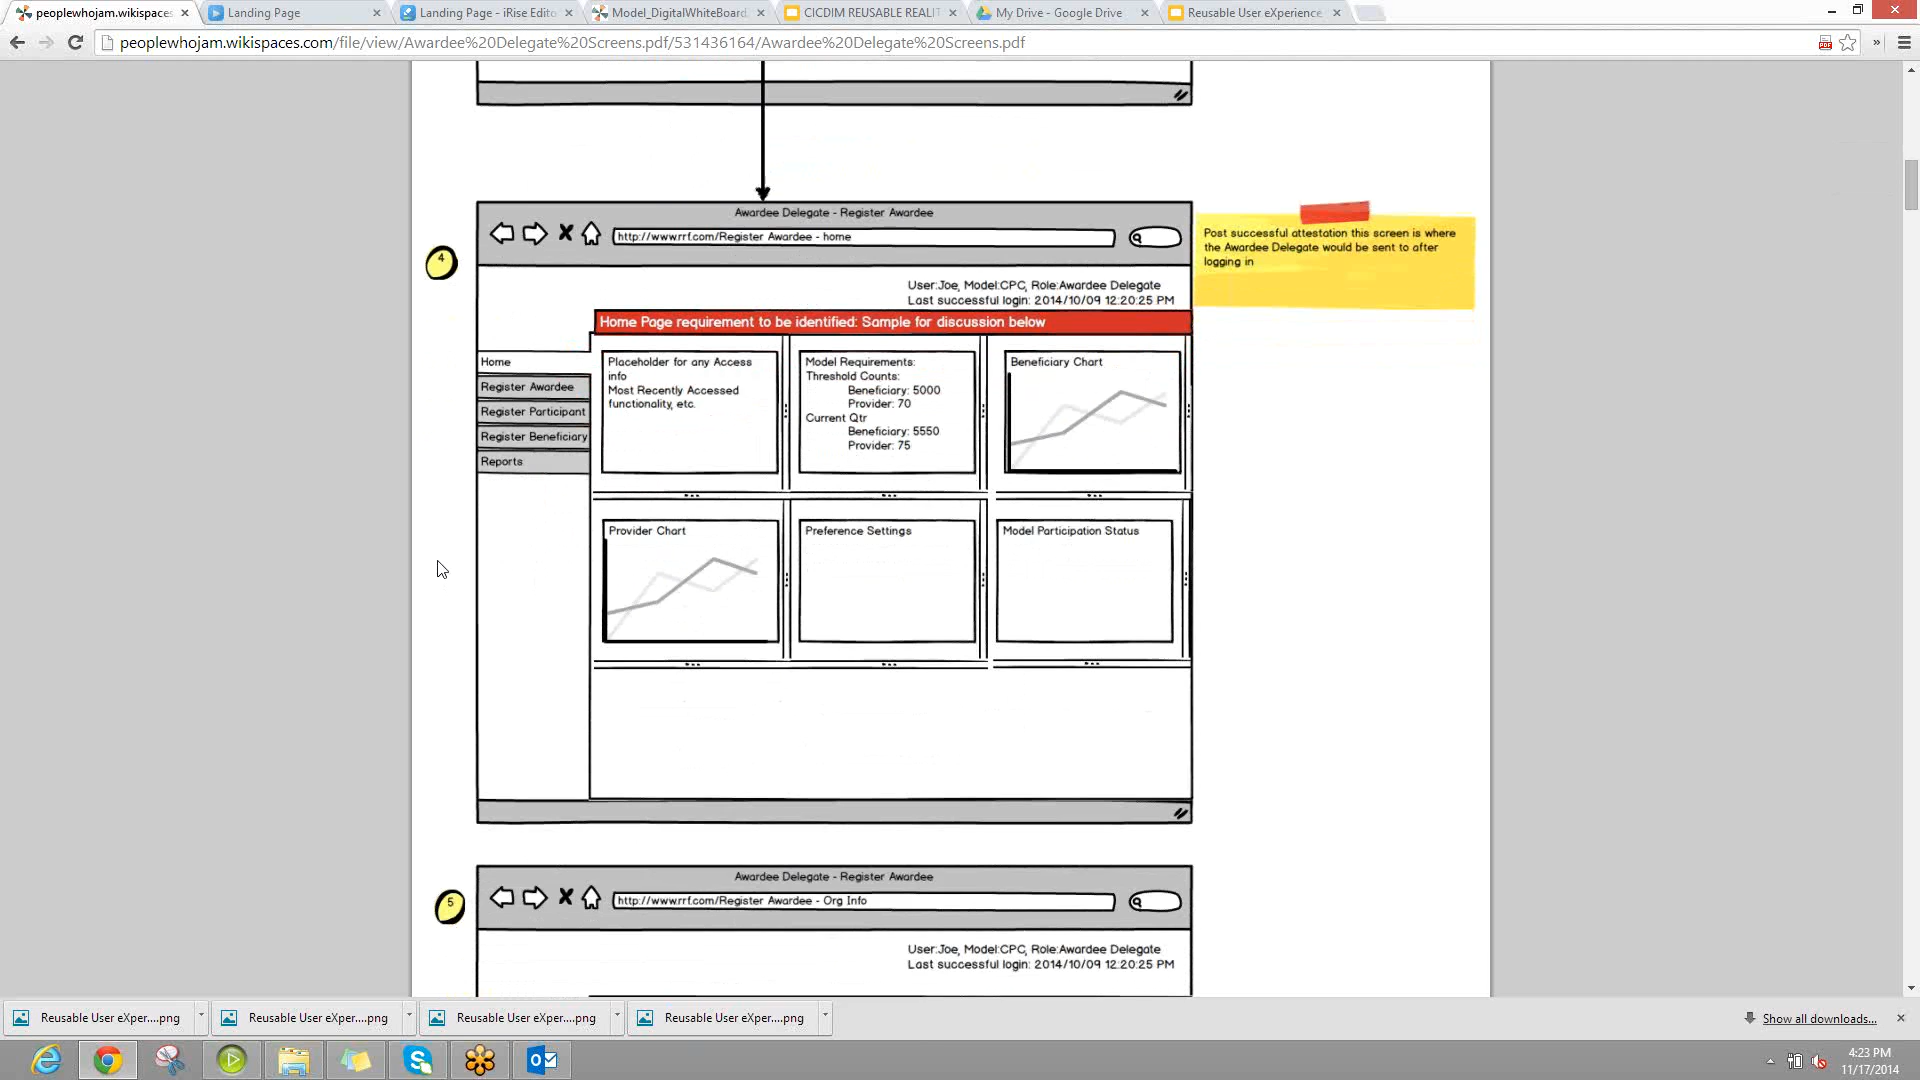 peoplewhojam.wikispaces
Landing Page
Landing Page - iRise Edito
Model_DigitalWhiteBoard
CICDIM REUSABLE REALIT
My Drive - Google Drive
Reusable User eXperience
peoplewhojam.wikispaces.com/file/view/Awardee%20Delegate%20Screens.pdf/531436164/Awardee%20Delegate%20Screens.pdf
Awardee Delegate - Register Awardee
http://www.rrf.com/Register Awardee - home
4
Post successful attestation this screen is where
the Awardee Delegate would be sent to after
logging in
User:Joe, Model:CPC, Role:Awardee Delegate
Last successful login: 2014/10/09 12:20:25 PM
Home Page requirement to be identified: Sample for discussion below
Home
Register Awardee
Register Participant
Register Beneficiary
Reports
Placeholder for any Access
info
Most Recently Accessed
functionality, etc.
Model Requirements:
Threshold Counts:
Beneficiary: 5000
Provider: 70
Current Qtr
Beneficiary: 5550
Provider: 75
Beneficiary Chart
Provider Chart
Preference Settings
Model Participation Status
5
Awardee Delegate - Register Awardee
http://www.rrf.com/Register Awardee - Org Info
User:Joe, Model:CPC, Role:Awardee Delegate
Last successful login: 2014/10/09 12:20:25 PM
Reusable User eXper....png
Reusable User eXper....png
Reusable User eXper....png
Reusable User eXper....png
Show all downloads...
4:23 PM
11/17/2014